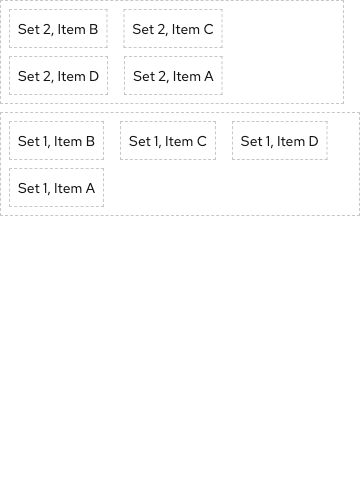 Set 2, Item B
Set 2, Item C
Set 2, Item D
Set 2, Item A
Set 1, Item B
Set 1, Item C
Set 1, Item D
Set 1, Item A